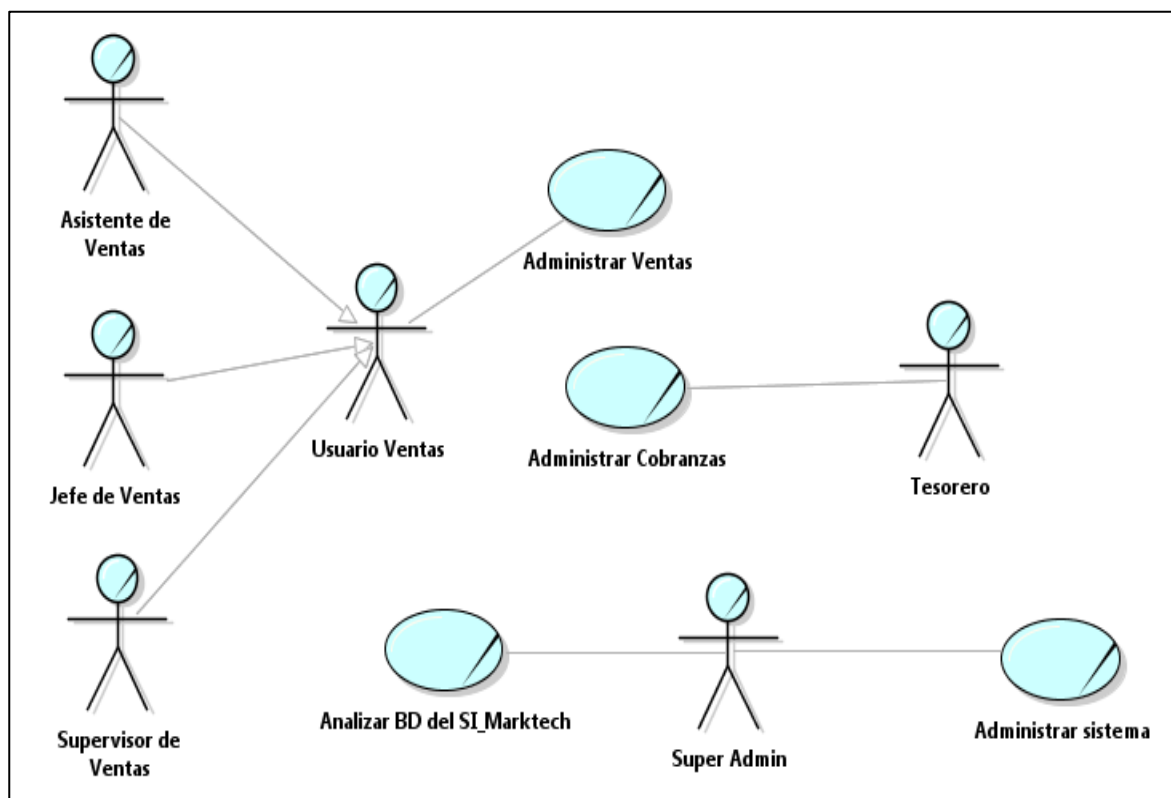 Asistente de
Ventas
Administrar Ventas
Usuario Ventas
Administrar Cobranzas
Jefe de Ventas
Tesorero
Analizar BD del SI_Marktech
Supervisor de
Ventas
Super Admin
Administrar sistema